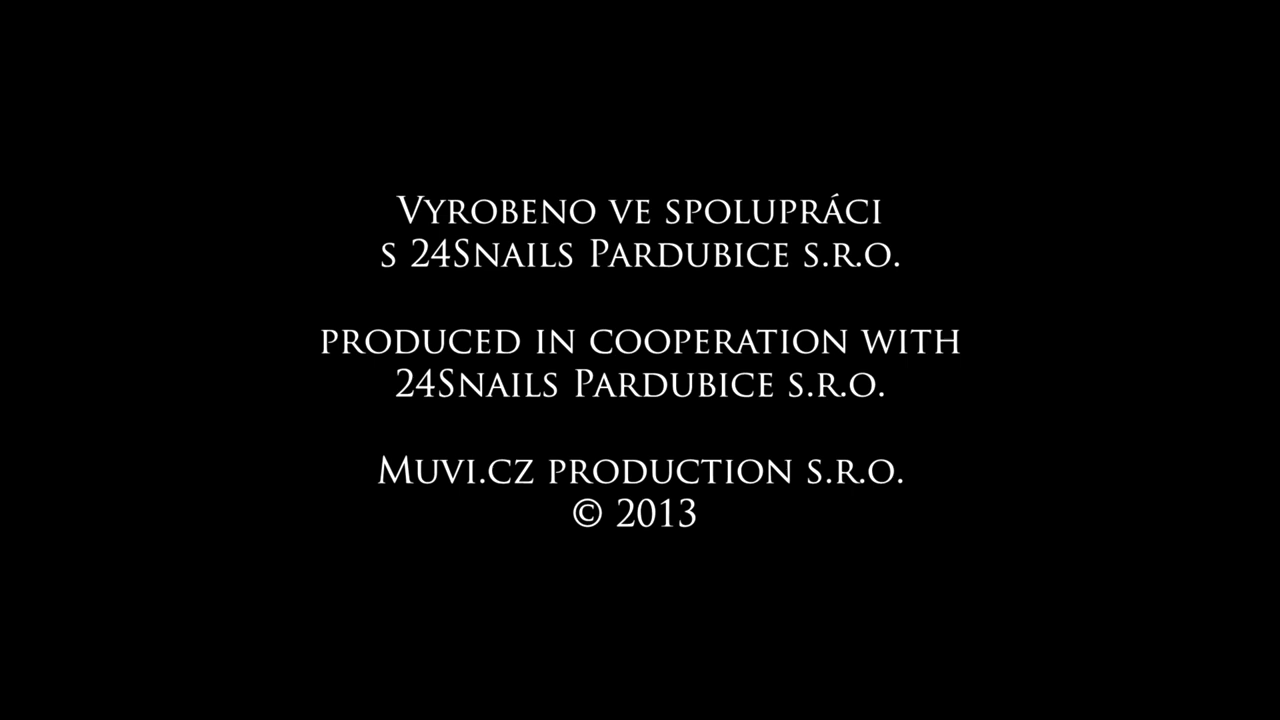 Vyrobeno ve spolupráci
s 24Snails Pardubice s.r.o.
produced in cooperation with
24Snails Pardubice s.r.o.
Muvi.cz production s.r.o.
© 2013